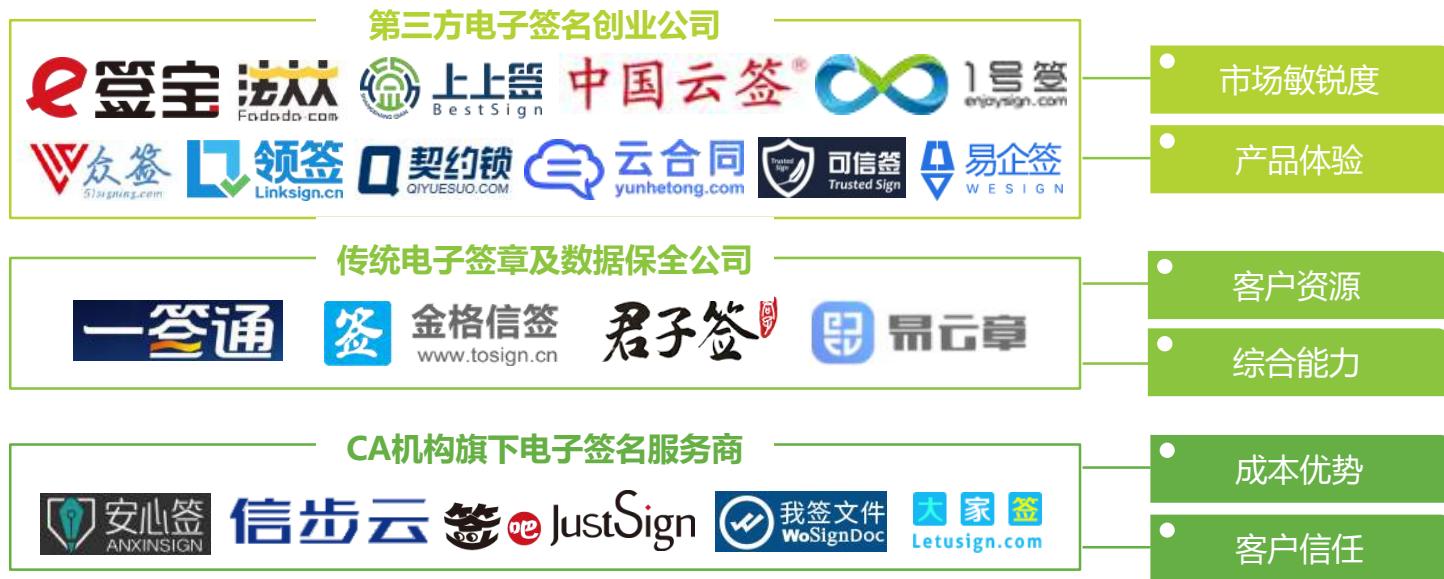 第三方电子签名创业公司
e签宝
法大大
Fadada.com
上上签
BestSign
中国云签®
1号签
enjoysign.com
市场敏锐度
众签
51signing.com
领签
Linksign.cn
契约锁
QIYUESUO.COM
云合同
yunhetong.com
Trusted Sign
可信签
Trusted Sign
易企签
WESIGN
产品体验
传统电子签章及数据保全公司
一签通
签
金格信签
www.tosign.cn
君子签
易云章
客户资源
综合能力
CA机构旗下电子签名服务商
安心签
ANXINSIGN
信步云
签吧 JustSign
我签文件
WoSignDoc
大家签
Letusign.com
成本优势
客户信任